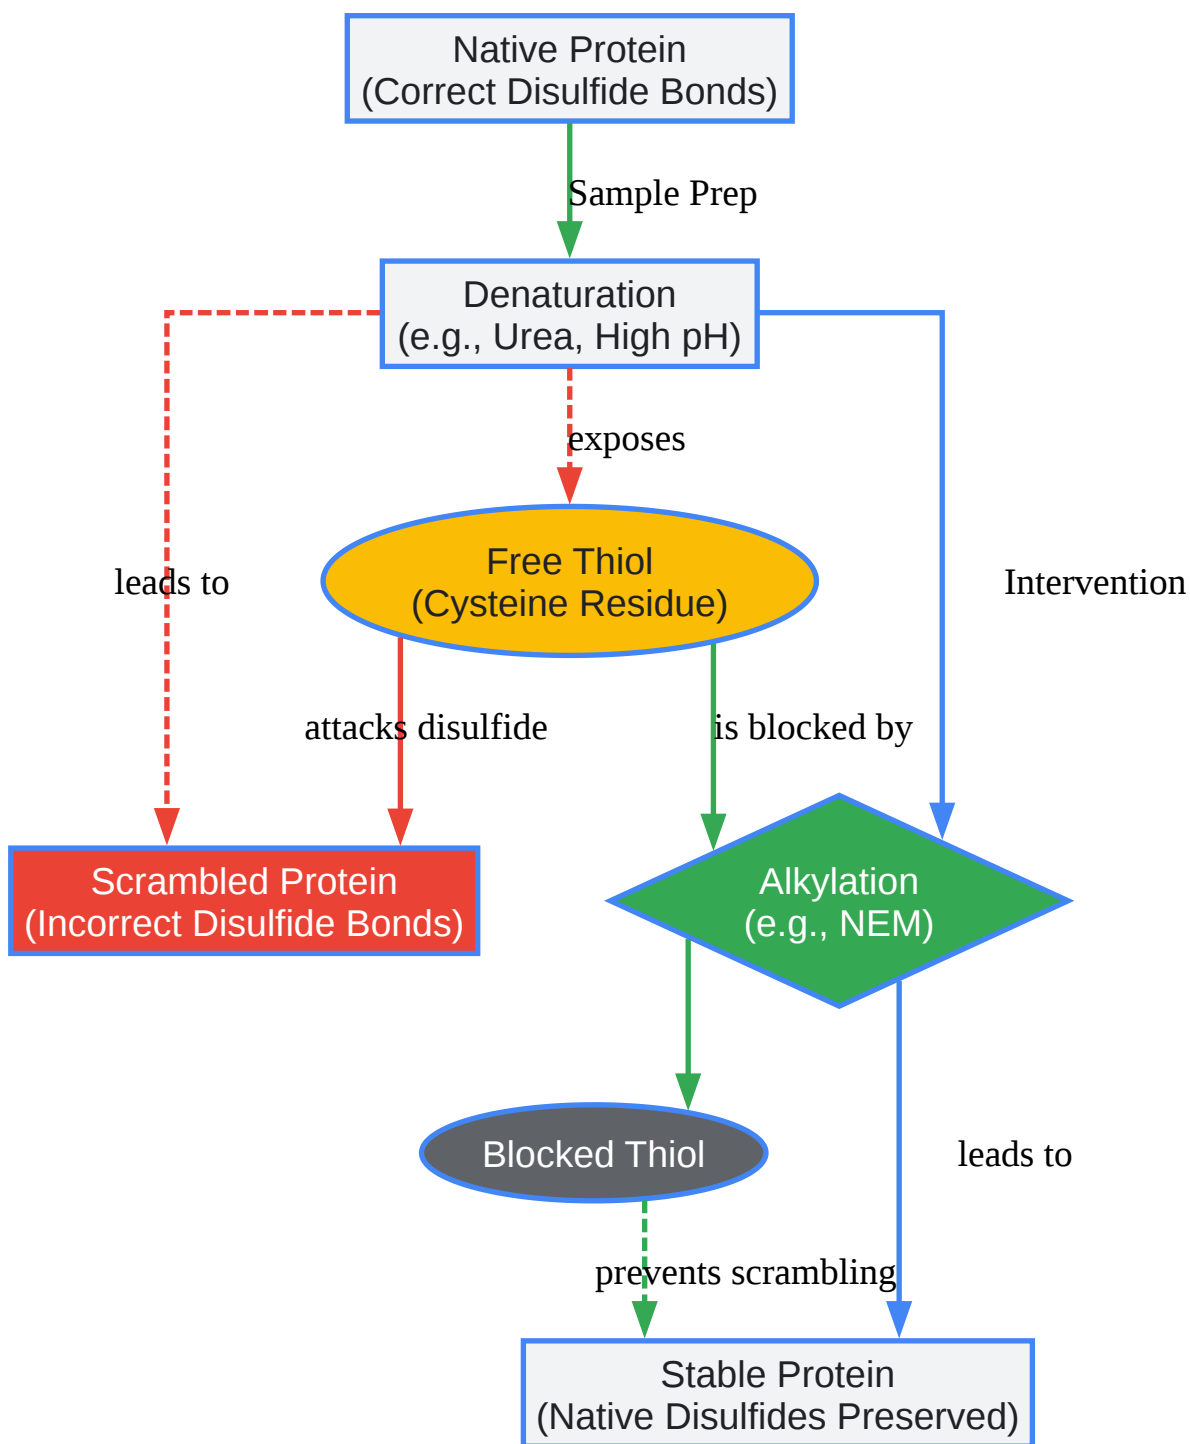 Native Protein
(Correct Disulfide Bonds)
Sample Prep
Denaturation
(e.g., Urea, High pH)
exposes
Free Thiol
(Cysteine Residue)
leads to
Intervention
attacks disulfide
is blocked by
Scrambled Protein
(Incorrect Disulfide Bonds)
Alkylation
(e.g., NEM)
Blocked Thiol
leads to
prevents scrambling
Stable Protein
(Native Disulfides Preserved)